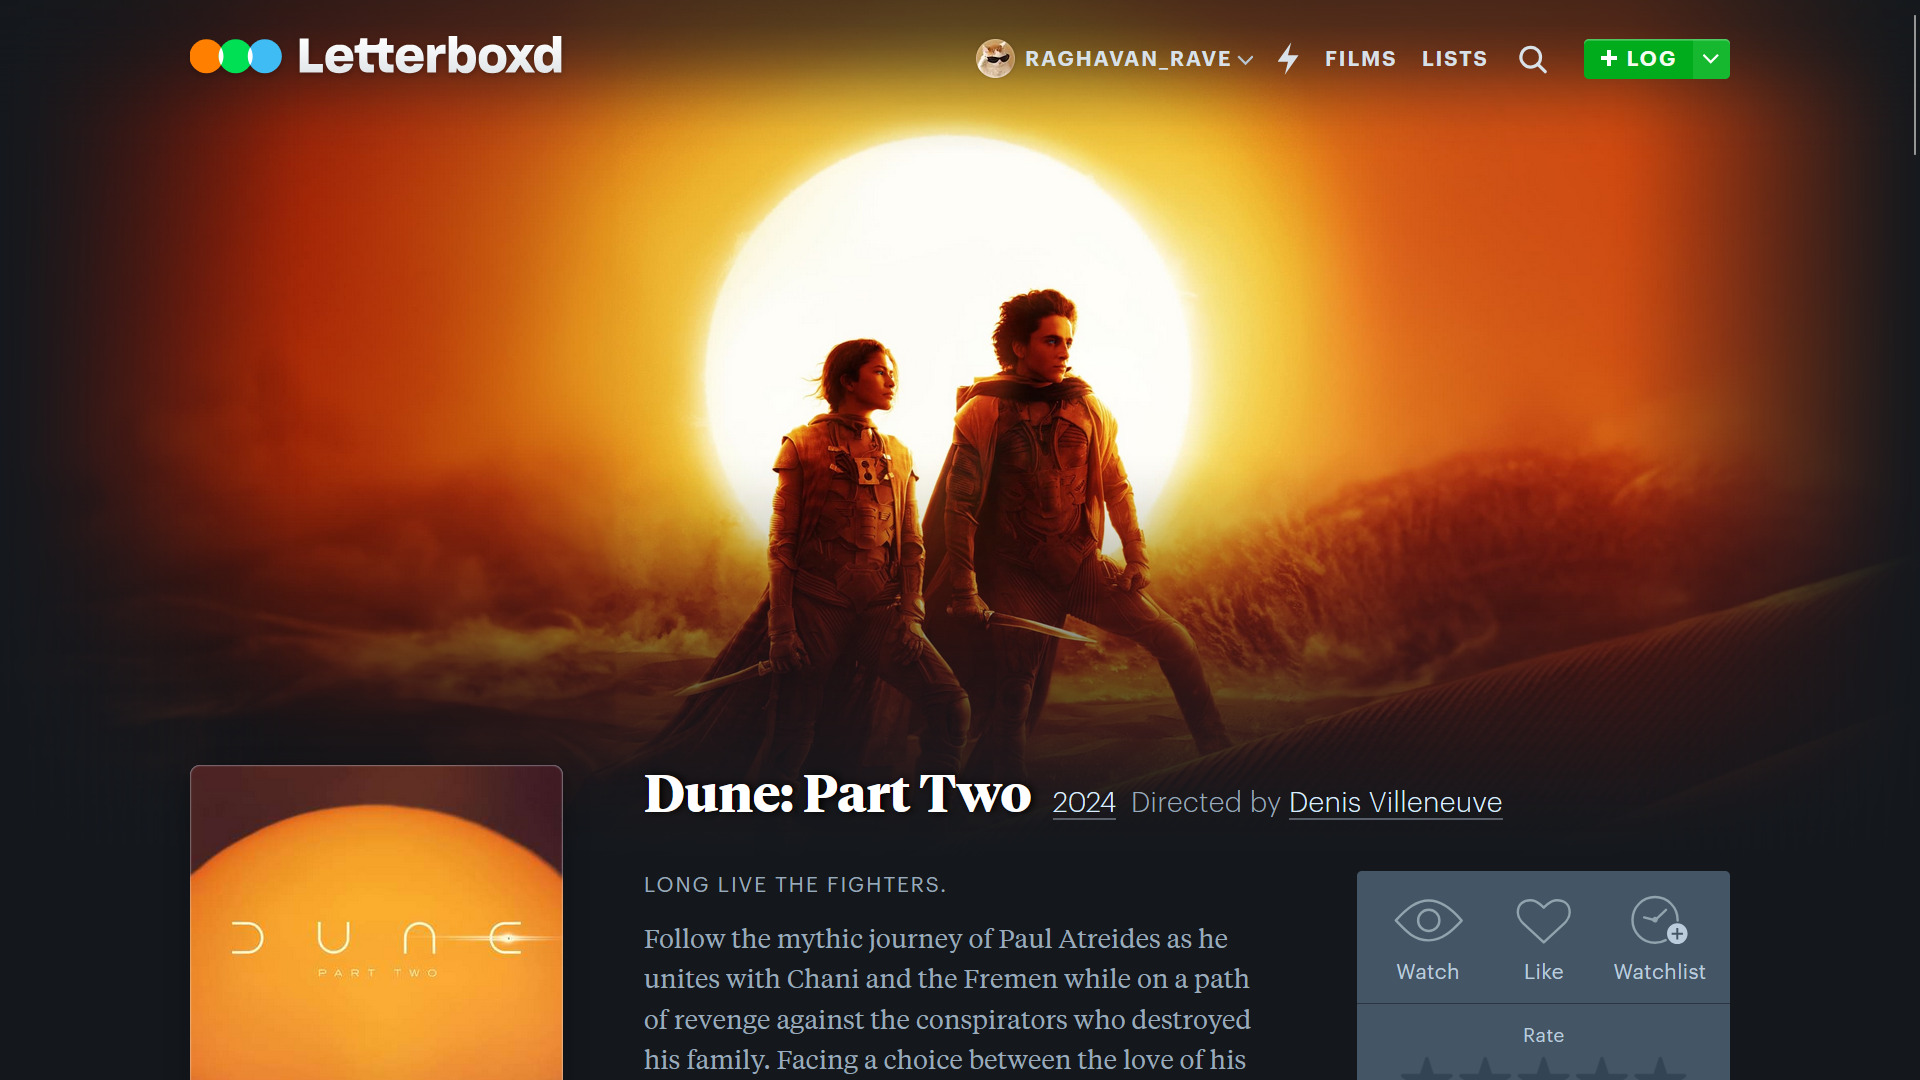 Letterboxd
RAGHAVAN_RAVE
FILMS
LISTS
+ LOG
Dune: Part Two 2024 Directed by Denis Villeneuve
DUNE
PART TWO
LONG LIVE THE FIGHTERS.
Follow the mythic journey of Paul Atreides as he
unites with Chani and the Fremen while on a path
of revenge against the conspirators who destroyed
his family. Facing a choice between the love of his
Watch
Like
Watchlist
Rate